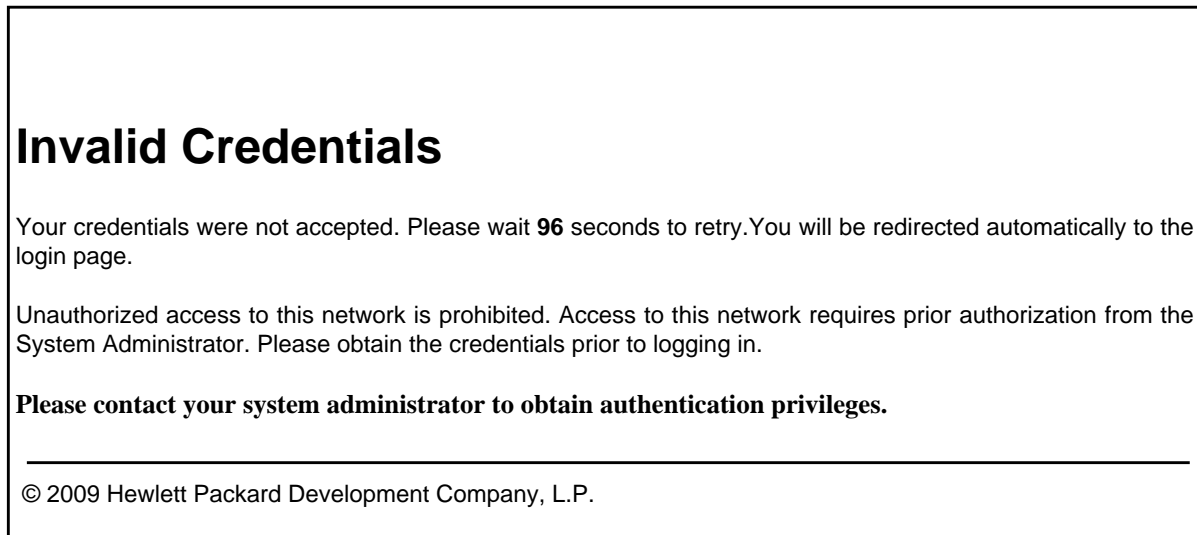 Invalid Credentials
Your credentials were not accepted. Please wait 96 seconds to retry.You will be redirected automatically to the
login page.
Unauthorized access to this network is prohibited. Access to this network requires prior authorization from the
System Administrator. Please obtain the credentials prior to logging in.
Please contact your system administrator to obtain authentication privileges.
© 2009 Hewlett Packard Development Company, L.P.